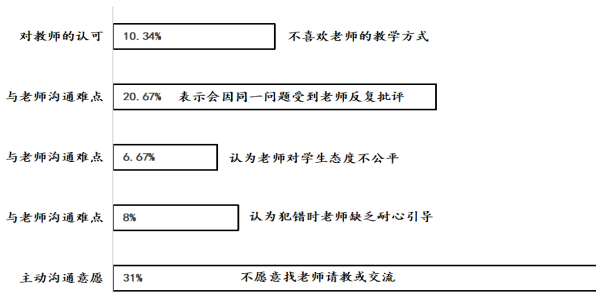 对教师的认可 10.34% 不喜欢老师的教学方式
与老师沟通难点 20.67% 表示会因同一问题受到老师反复批评
与老师沟通难点 6.67% 认为老师对学生态度不公平
与老师沟通难点 8% 认为犯错时老师缺乏耐心引导
主动沟通意愿 31% 不愿意找老师请教或交流